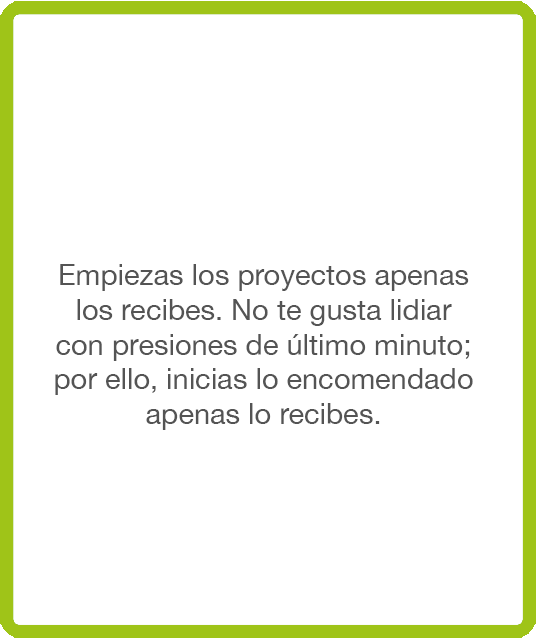 Empiezas los proyectos apenas
los recibes. No te gusta lidiar
con presiones de último minuto;
por ello, inicias lo encomendado
apenas lo recibes.